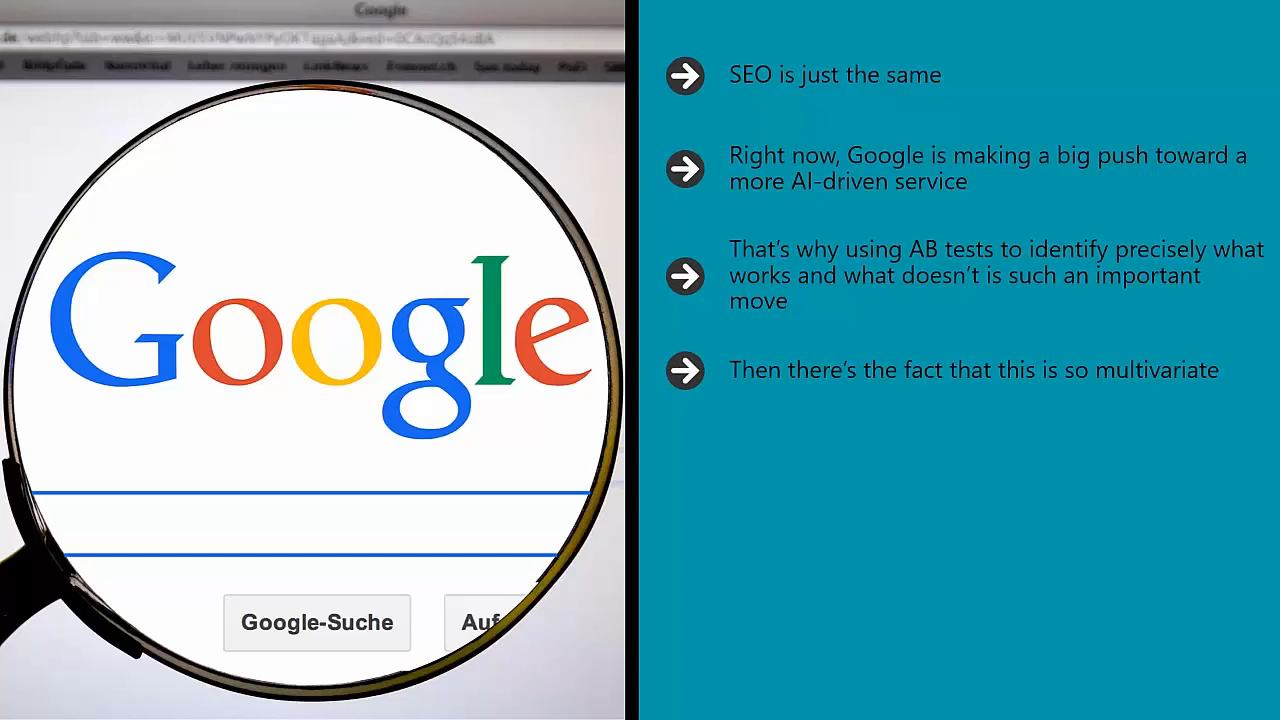 Google
Google
Google-Suche
Auf
SEO is just the same
Right now, Google is making a big push toward a
more AI-driven service
That’s why using AB tests to identify precisely what
works and what doesn’t is such an important
move
Then there’s the fact that this is so multivariate